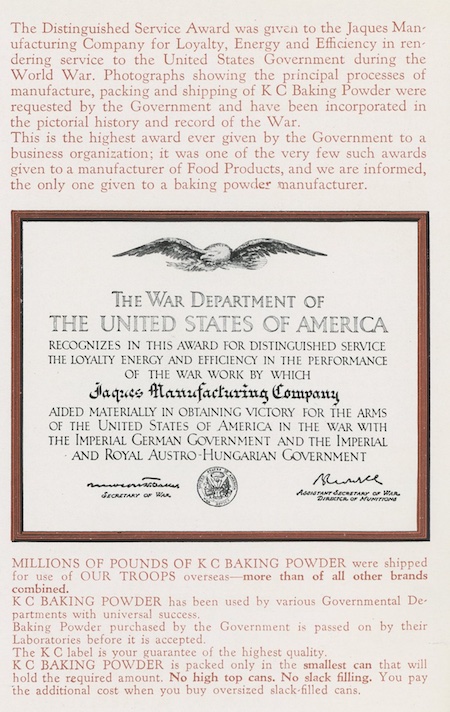 The Distinguished Service Award was given to the Jaques Man-
ufacturing Company for Loyalty, Energy and Efficiency in ren-
dering service to the United States Government during the
World War. Photographs showing the principal processes of
manufacture, packing and shipping of K C Baking Powder were
requested by the Government and have been incorporated in
the pictorial history and record of the War.
This is the highest award ever given by the Government to a
business organization; it was one of the very few such awards
given to a manufacturer of Food Products, and we are informed,
the only one given to a baking powder manufacturer.
THE WAR DEPARTMENT OF
THE UNITED STATES OF AMERICA
RECOGNIZES IN THIS AWARD FOR DISTINGUISHED SERVICE
THE LOYALTY ENERGY AND EFFICIENCY IN THE PERFORMANCE
OF THE WAR WORK BY WHICH
Jaques Manufacturing Company
AIDED MATERIALLY IN OBTAINING VICTORY FOR THE ARMS
OF THE UNITED STATES OF AMERICA IN THE WAR WITH
THE IMPERIAL GERMAN GOVERNMENT AND THE IMPERIAL
AND ROYAL AUSTRO-HUNGARIAN GOVERNMENT
SECRETARY OF WAR
ASSISTANT SECRETARY OF WAR
DIRECTOR OF MUNITIONS
MILLIONS OF POUNDS OF K C BAKING POWDER were shipped
for use of OUR TROOPS overseas—more than of all other brands
combined.
K C BAKING POWDER has been used by various Governmental De-
partments with universal success.
Baking Powder purchased by the Government is passed on by their
Laboratories before it is accepted.
The K C label is your guarantee of the highest quality.
K C BAKING POWDER is packed only in the smallest can that will
hold the required amount. No high top cans. No slack filling. You pay
the additional cost when you buy oversized slack-filled cans.